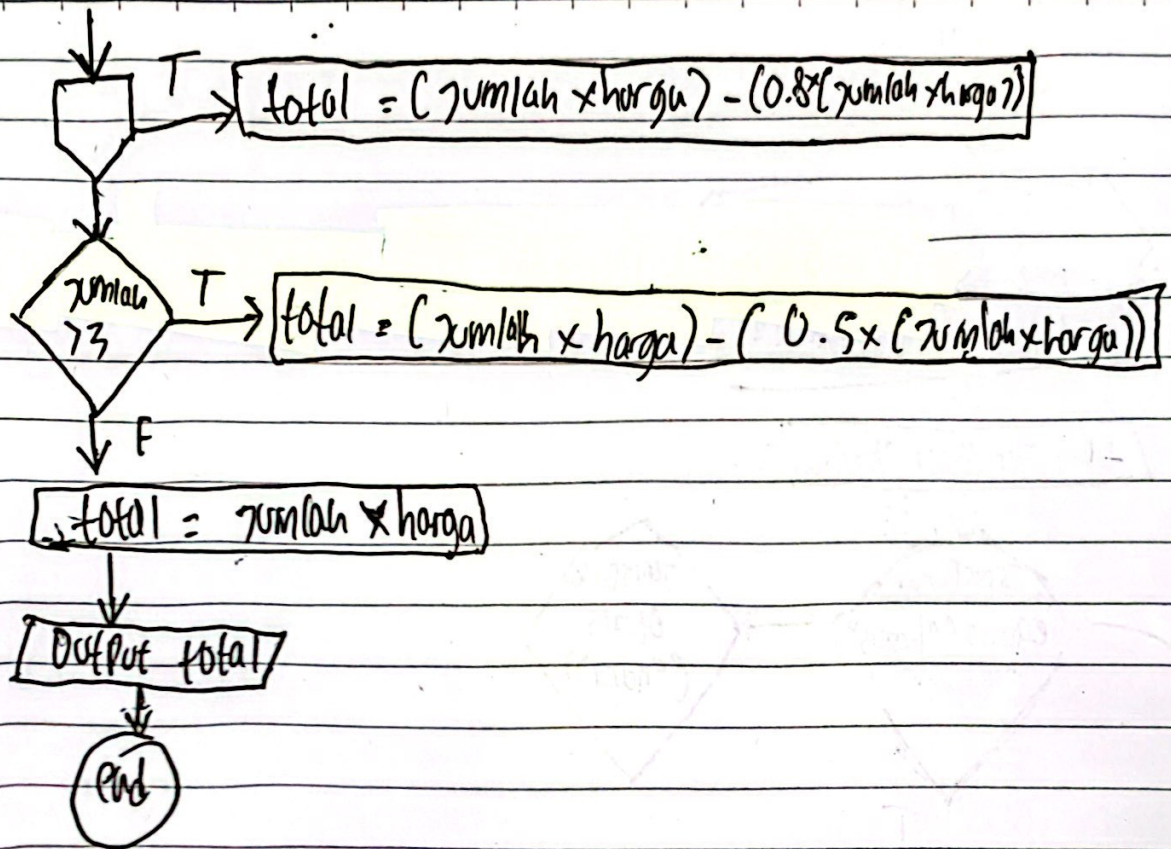 T
total = (jumlah x harga) - (0.8x(jumlah x harga))
jumlah
>3
T
total = (jumlah x harga) - (0.5x(jumlah x harga))
F
total = jumlah x harga
Output total
end